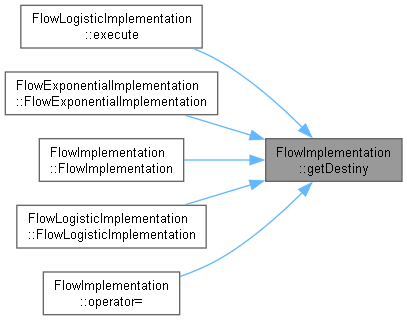 FlowLogisticImplementation
::execute
FlowExponentialImplementation
::FlowExponentialImplementation
FlowImplementation
::FlowImplementation
FlowLogisticImplementation
::FlowLogisticImplementation
FlowImplementation
::operator=
FlowImplementation
::getDestiny